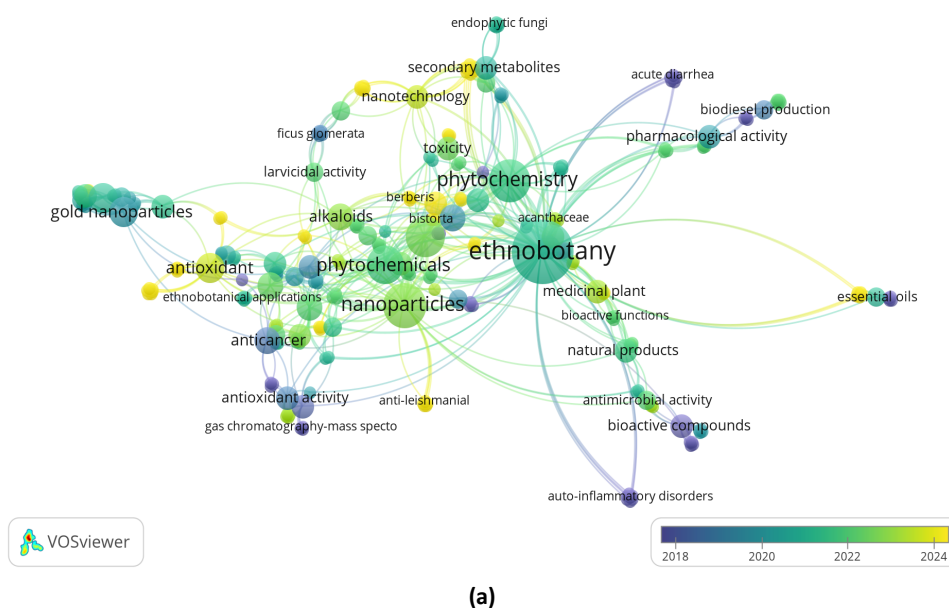 endophytic fungi
secondary metabolites
acute diarrhea
nanotechnology
biodiesel production
ficus glomerata
pharmacological activity
toxicity
larvicidal activity
phytochemistry
berberis
gold nanoparticles
alkaloids
bistorta
acanthaceae
ethnobotany
antioxidant
phytochemicals
ethnobotanical applications
nanoparticles
medicinal plant
essential oils
bioactive functions
anticancer
natural products
antioxidant activity
anti-leishmanial
antimicrobial activity
gas chromatography-mass specto
bioactive compounds
auto-inflammatory disorders
VOSviewer
2018 2020 2022 2024
(a)